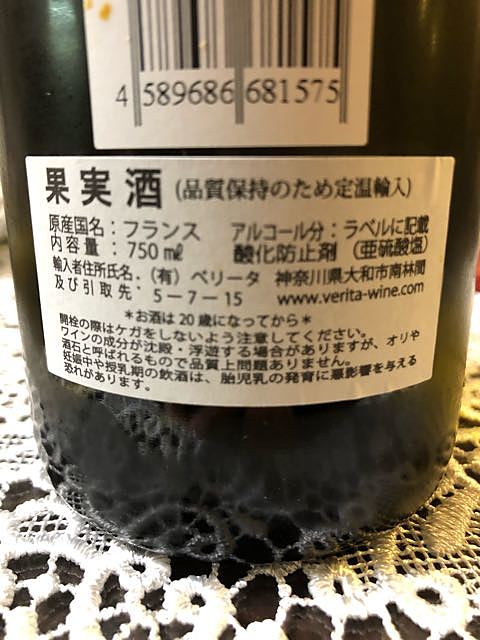 4 589686 681575
果実酒 (品質保持のため定温輸入)
原産国名：フランス アルコール分：ラベルに記載
内容量：750㎖ 酸化防止剤（亜硫酸塩）
輸入者住所氏名．（有）ベリータ 神奈川県大和市南林間
及び引取先．5－7－15 www.verita-wine.com
＊お酒は20歳になってから＊
開栓の際はケガをしないよう注意してください。
ワインの成分が沈殿・浮遊する場合がありますが、オリや
酒石と呼ばれるもので品質上問題ありません。
妊娠中や授乳期の飲酒は、胎児乳の発育に悪影響を与える
恐れがあります。